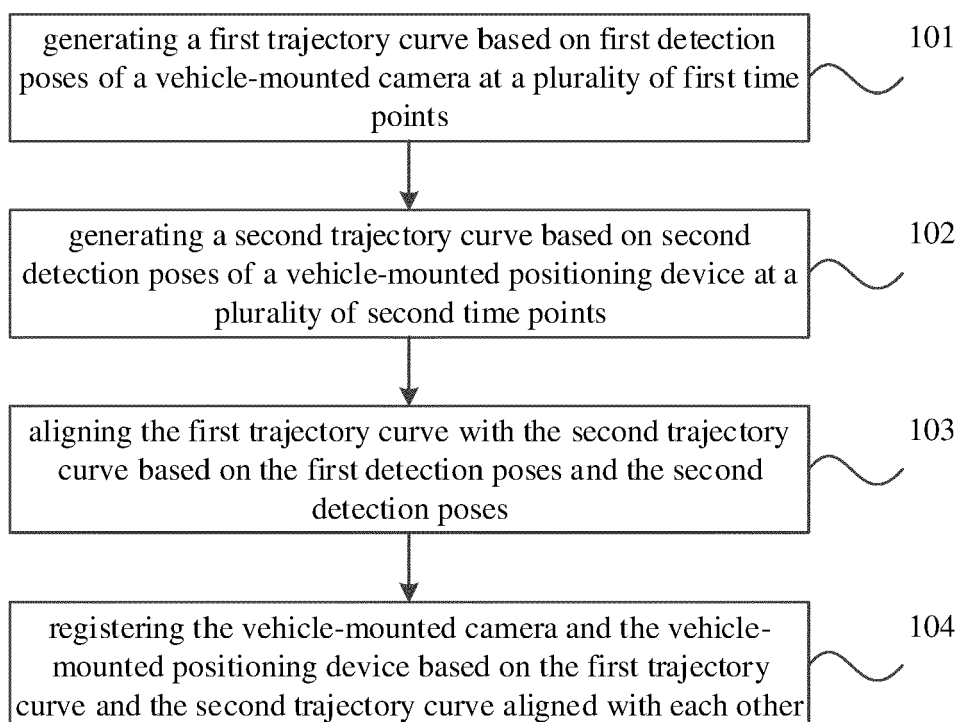 generating a first trajectory curve based on first detection
poses of a vehicle-mounted camera at a plurality of first time
points
101
generating a second trajectory curve based on second
detection poses of a vehicle-mounted positioning device at a
plurality of second time points
102
aligning the first trajectory curve with the second trajectory
curve based on the first detection poses and the second
detection poses
103
registering the vehicle-mounted camera and the vehicle-
mounted positioning device based on the first trajectory
curve and the second trajectory curve aligned with each other
104